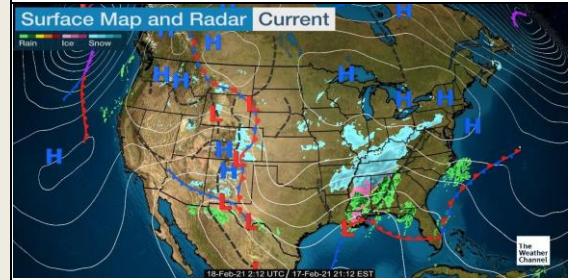 Surface Map and Radar Current
Rain Ice Snow
H
H
H H
H
H H
H
L
L
H
H
H
L
H
L
L
H
L
L
The
Weather
Channel
18-Feb-21 2:12 UTC / 17-Feb-21 21:12 EST